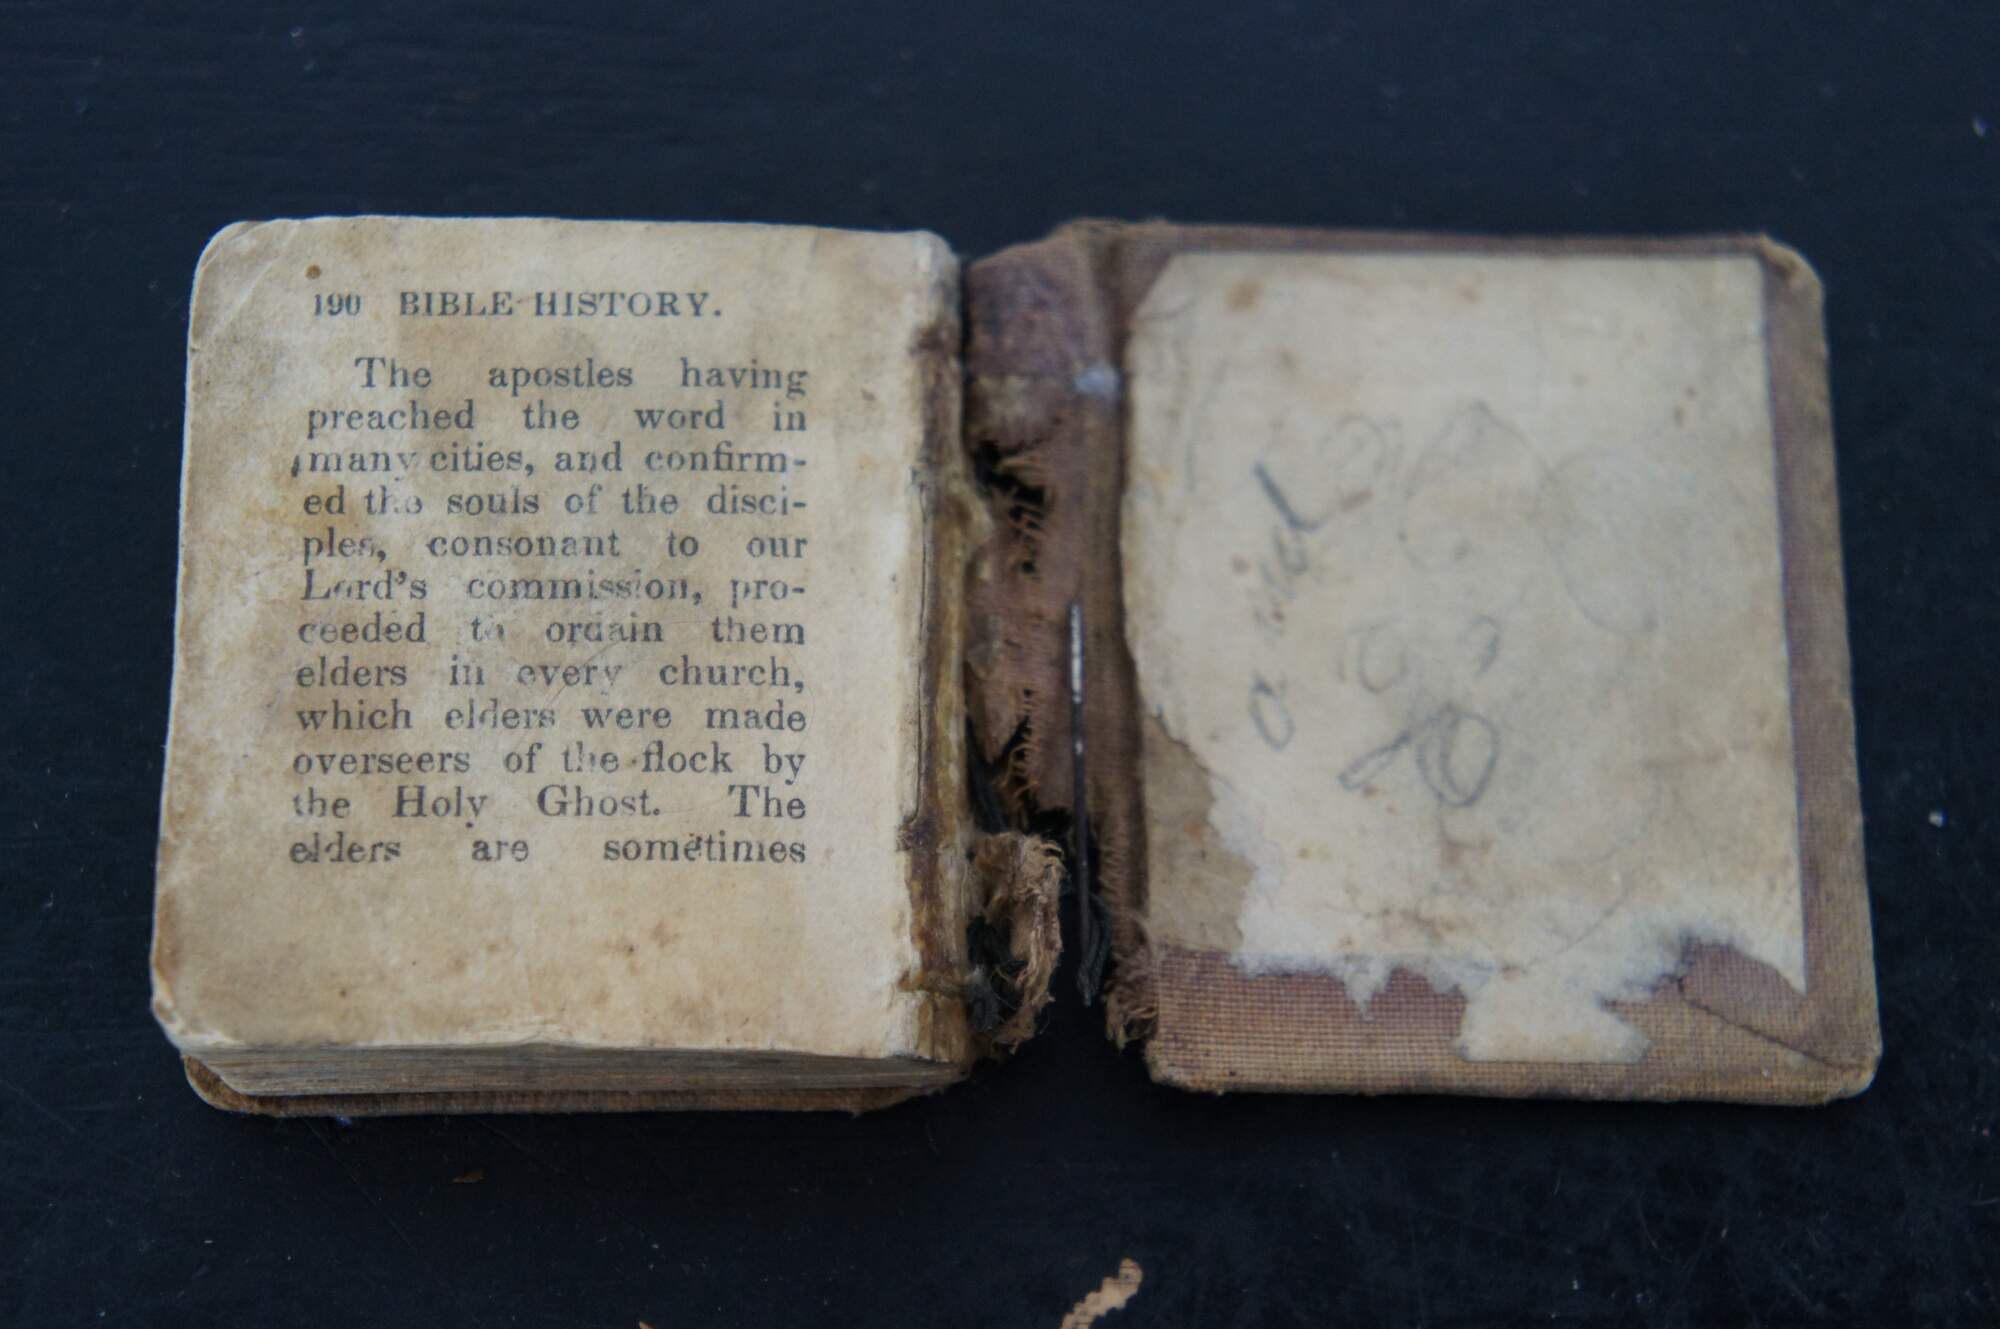 190 BIBLE HISTORY.
The apostles having
preached the word in
many cities, and confirm-
ed the souls of the disci-
ples, consonant to our
Lord's commission, pro-
ceeded to ordain them
elders in every church,
which elders were made
overseers of the flock by
the Holy Ghost. The
elders are sometimes